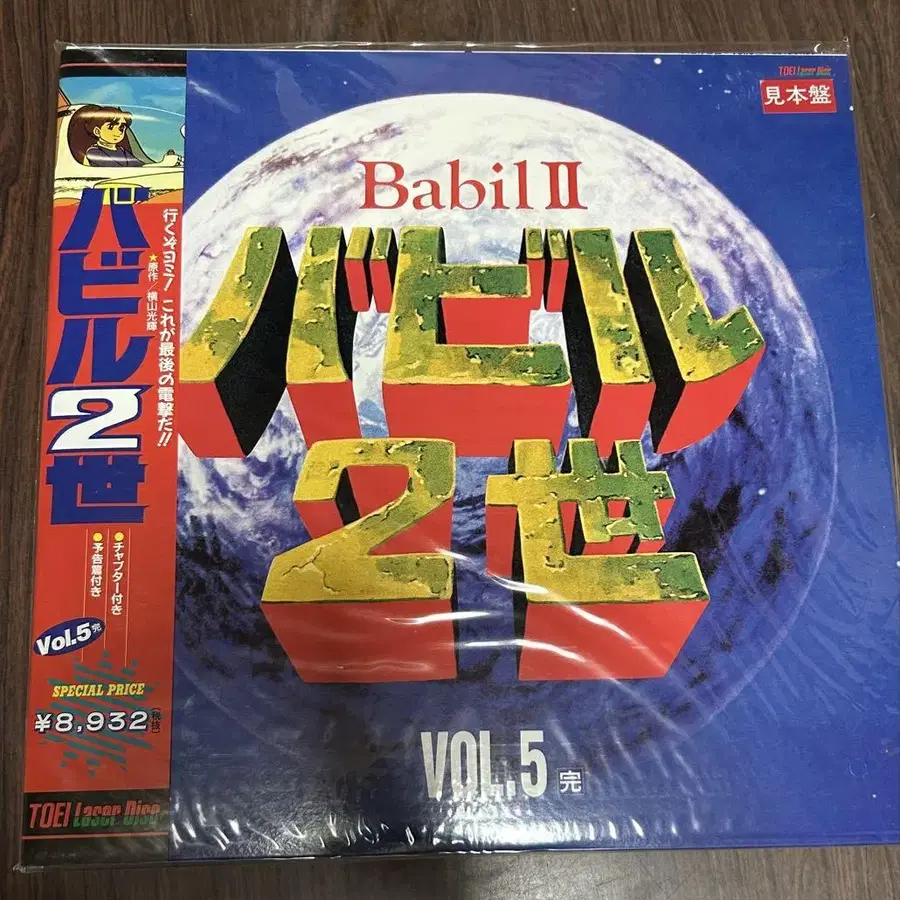 TOEI Laser Disc
見本盤
Babil II
バビル
2世
VOL.5 完
バビル2世
行くぞヨミ! これが最後の電撃だ!!
★原作/横山光輝
●チャプター付き
●予告篇付き
Vol.5 完
SPECIAL PRICE
¥8,932(税抜)
TOEI Laser Disc